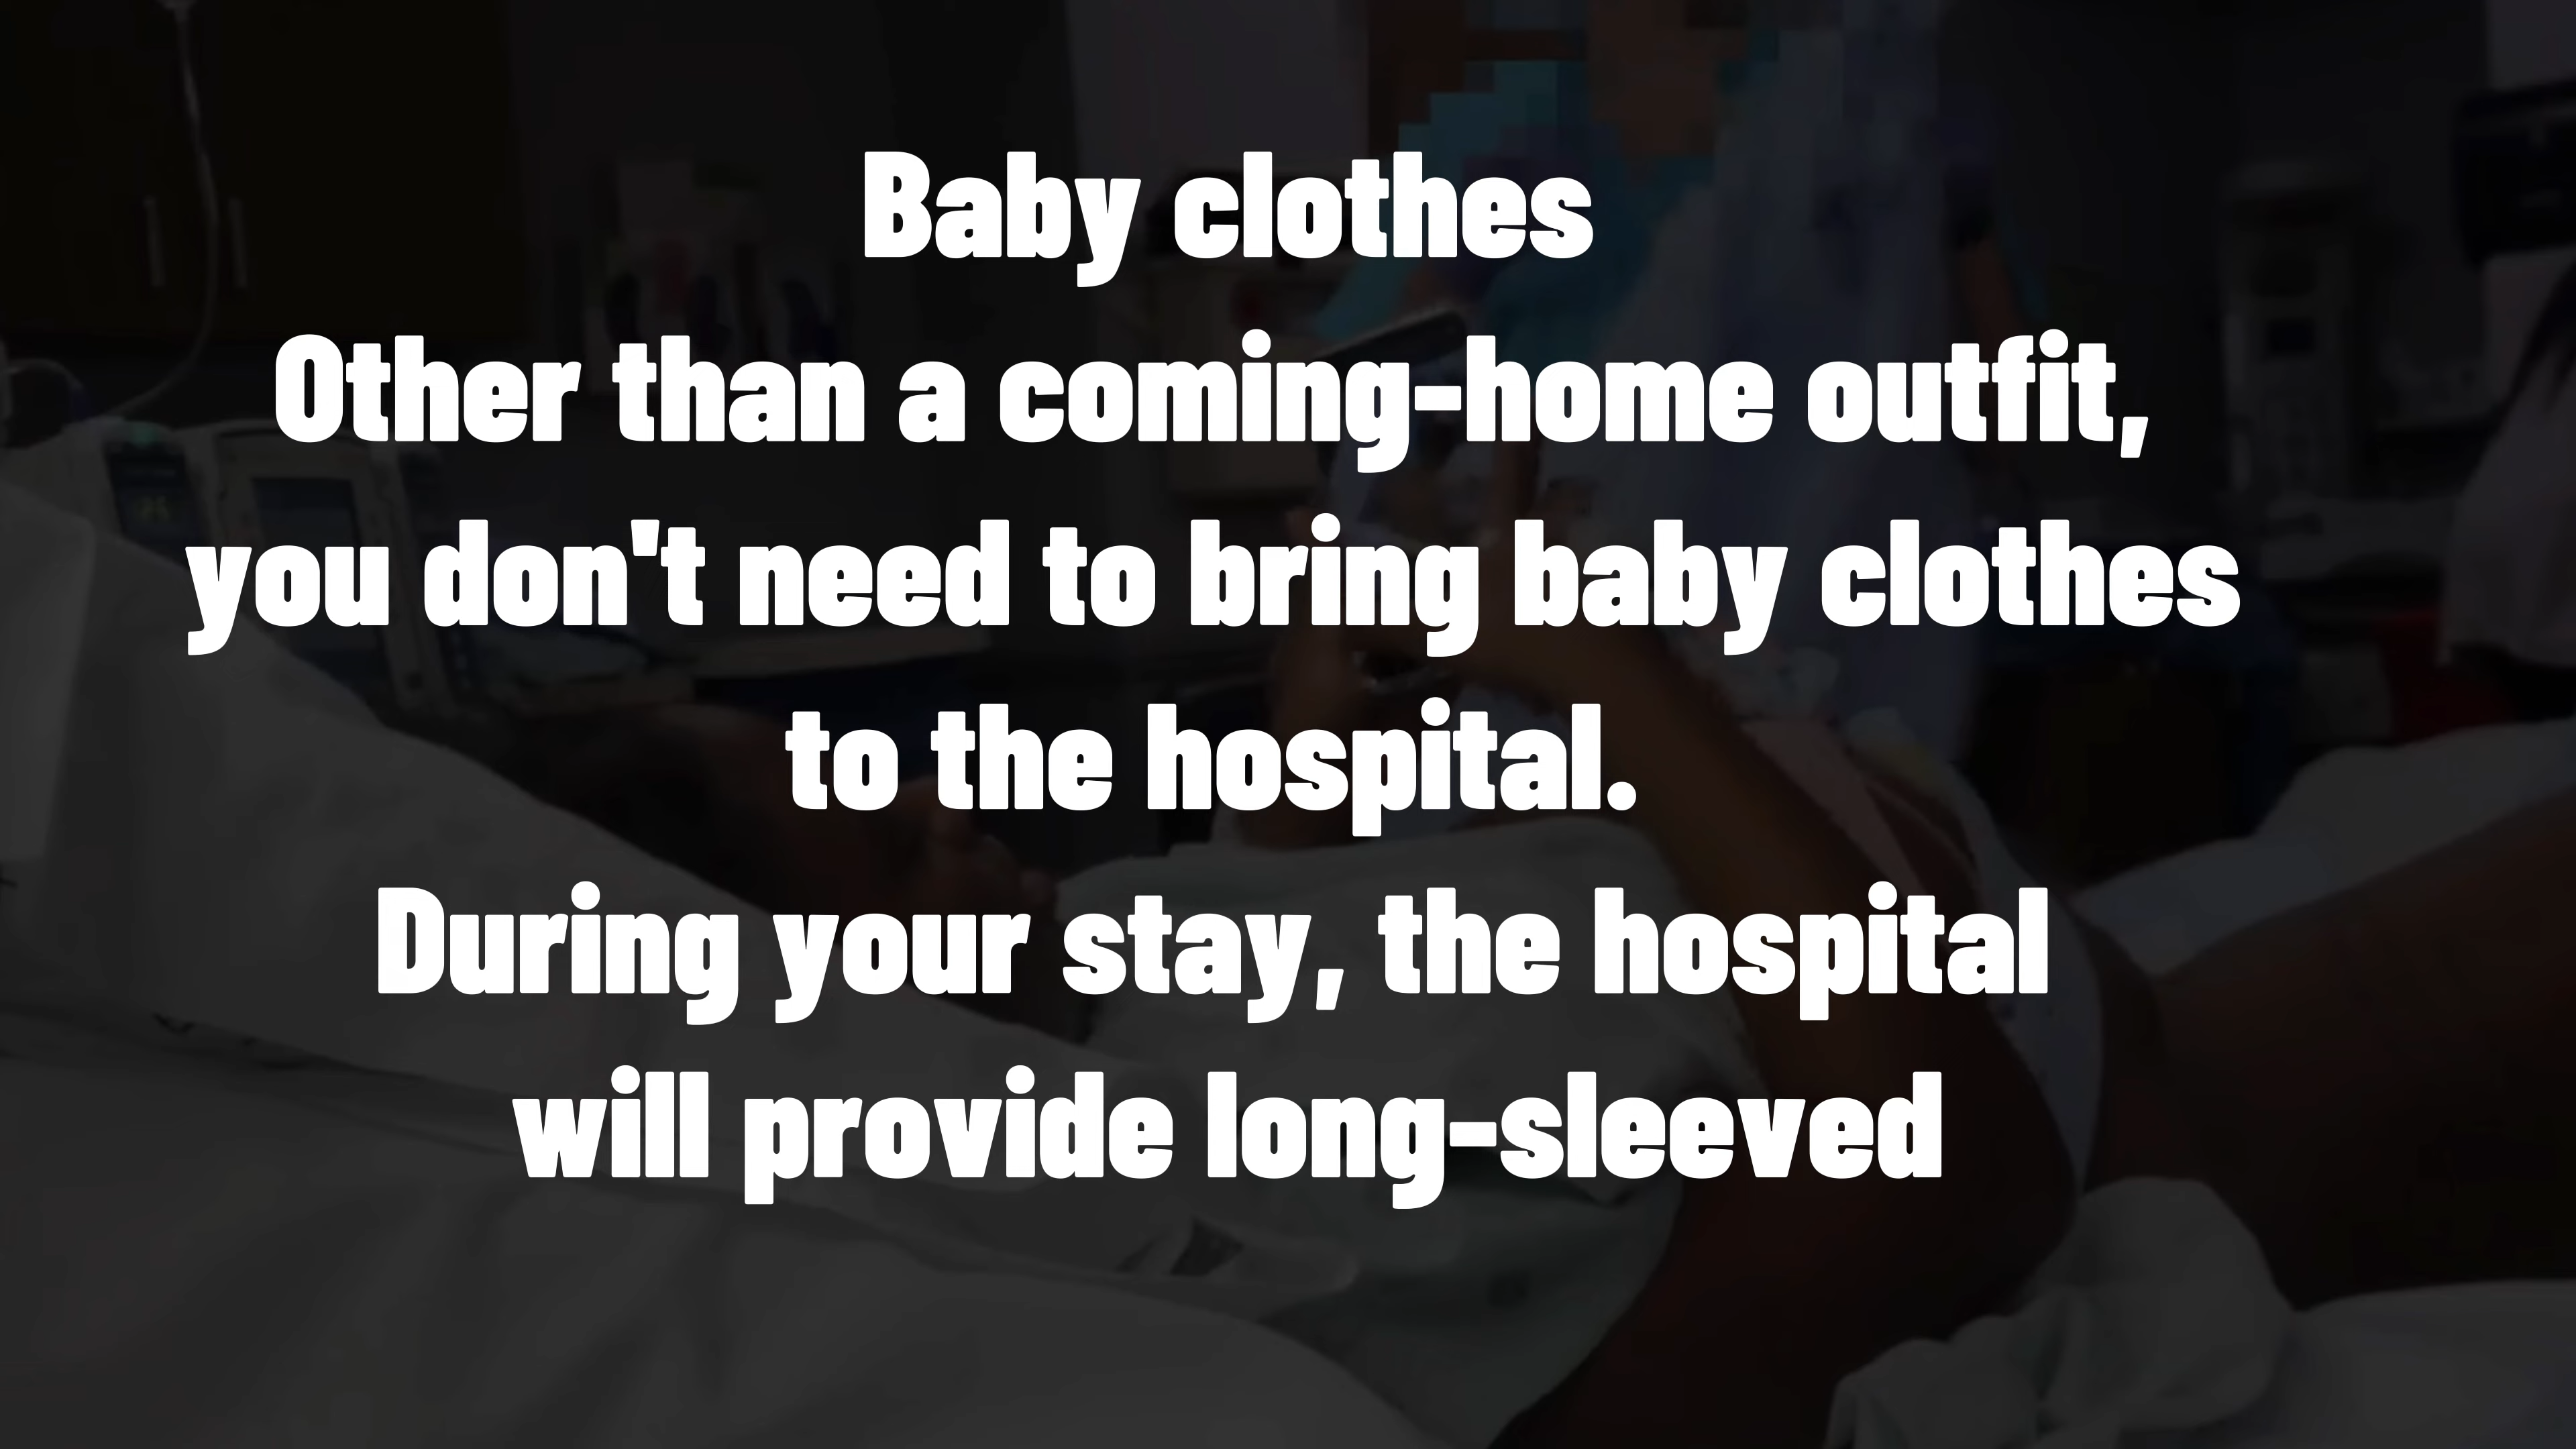 Baby clothes
Other than a coming-home outfit,
you don't need to bring baby clothes
to the hospital.
During your stay, the hospital
will provide long-sleeved